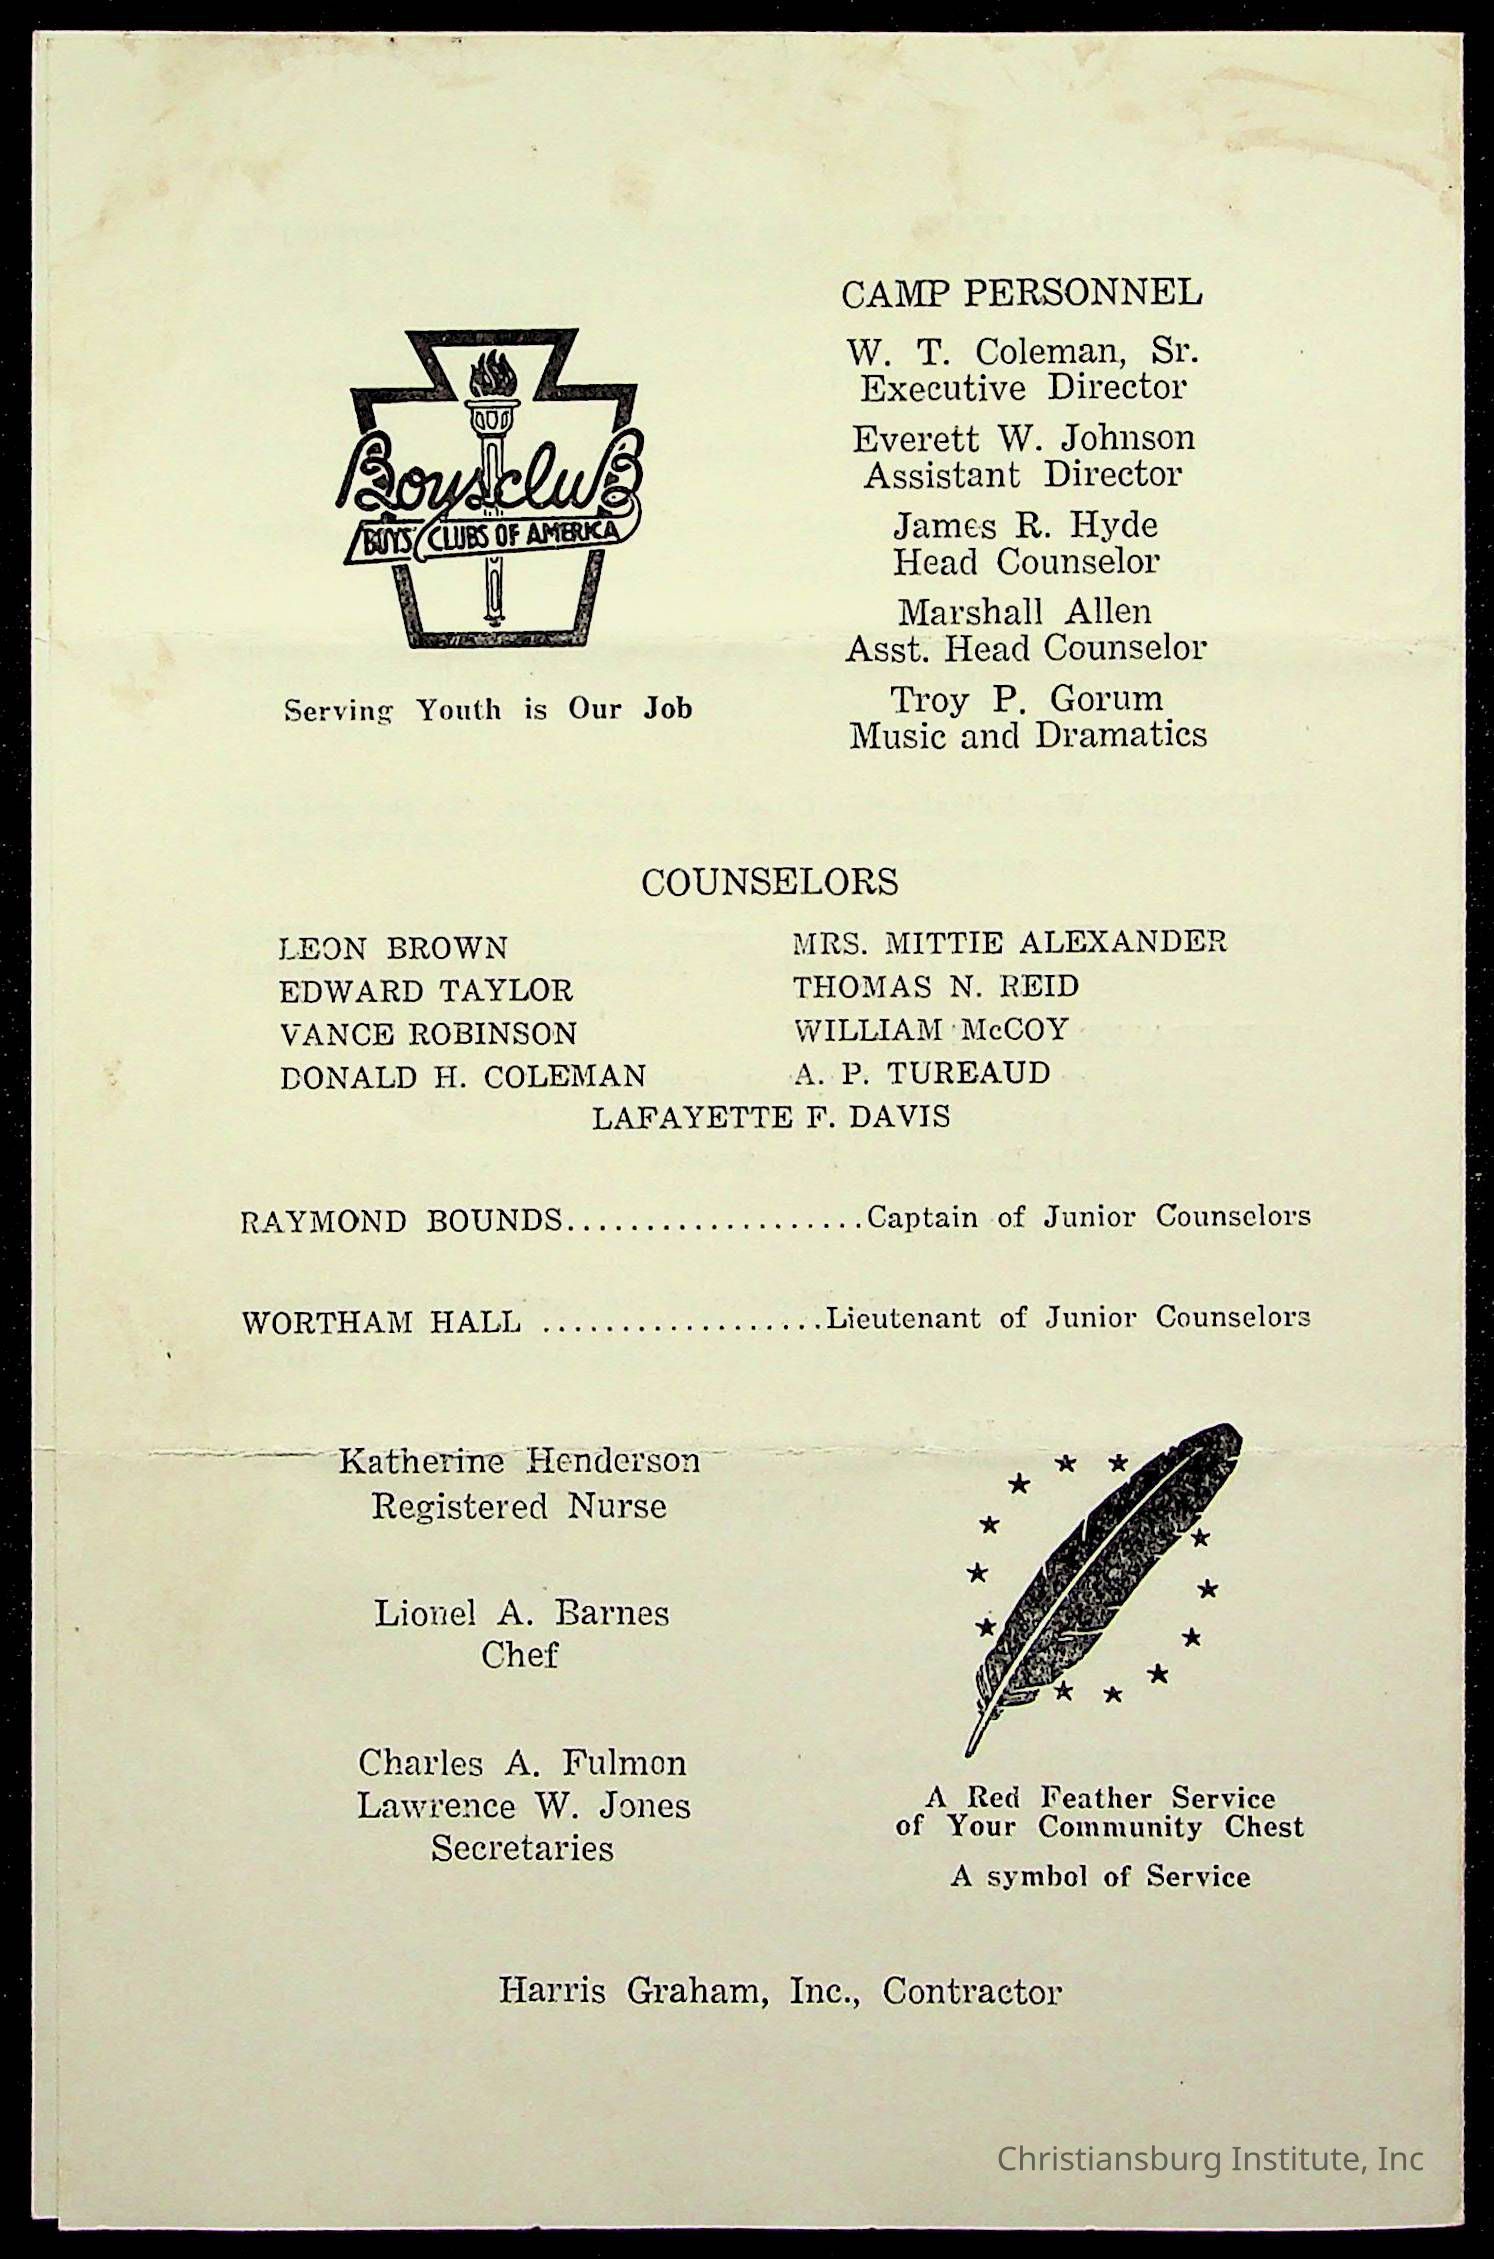 CAMP PERSONNEL
W. T. Coleman, Sr.
Executive Director
Everett W. Johnson
Assistant Director
James R. Hyde
Head Counselor
Marshall Allen
Asst. Head Counselor
Troy P. Gorum
Music and Dramatics
Boys club
BOYS' CLUBS OF AMERICA
Serving Youth is Our Job
COUNSELORS
LEON BROWN
EDWARD TAYLOR
VANCE ROBINSON
DONALD H. COLEMAN
MRS. MITTIE ALEXANDER
THOMAS N. REID
WILLIAM McCOY
A. P. TUREAUD
LAFAYETTE F. DAVIS
RAYMOND BOUNDS...................Captain of Junior Counselors
WORTHAM HALL ..................Lieutenant of Junior Counselors
Katherine Henderson
Registered Nurse
Lionel A. Barnes
Chef
Charles A. Fulmon
Lawrence W. Jones
Secretaries
A Red Feather Service
of Your Community Chest
A symbol of Service
Harris Graham, Inc., Contractor
Christiansburg Institute, Inc